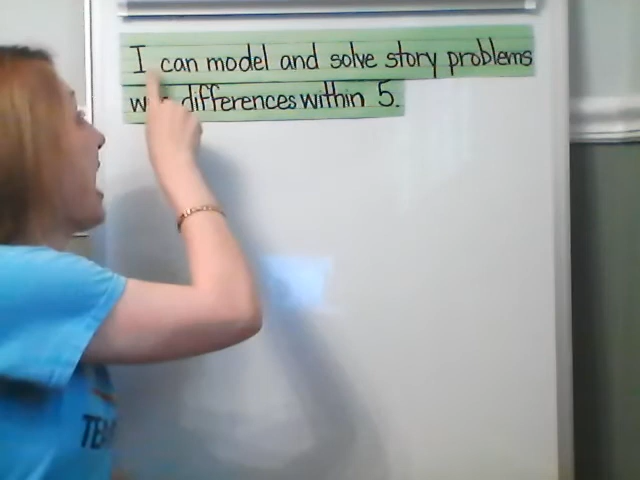 I can model and solve story problems
differences within 5.